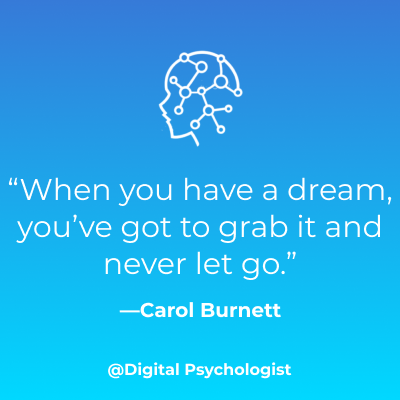 “When you have a dream,
you’ve got to grab it and
never let go.”
—Carol Burnett
@Digital Psychologist